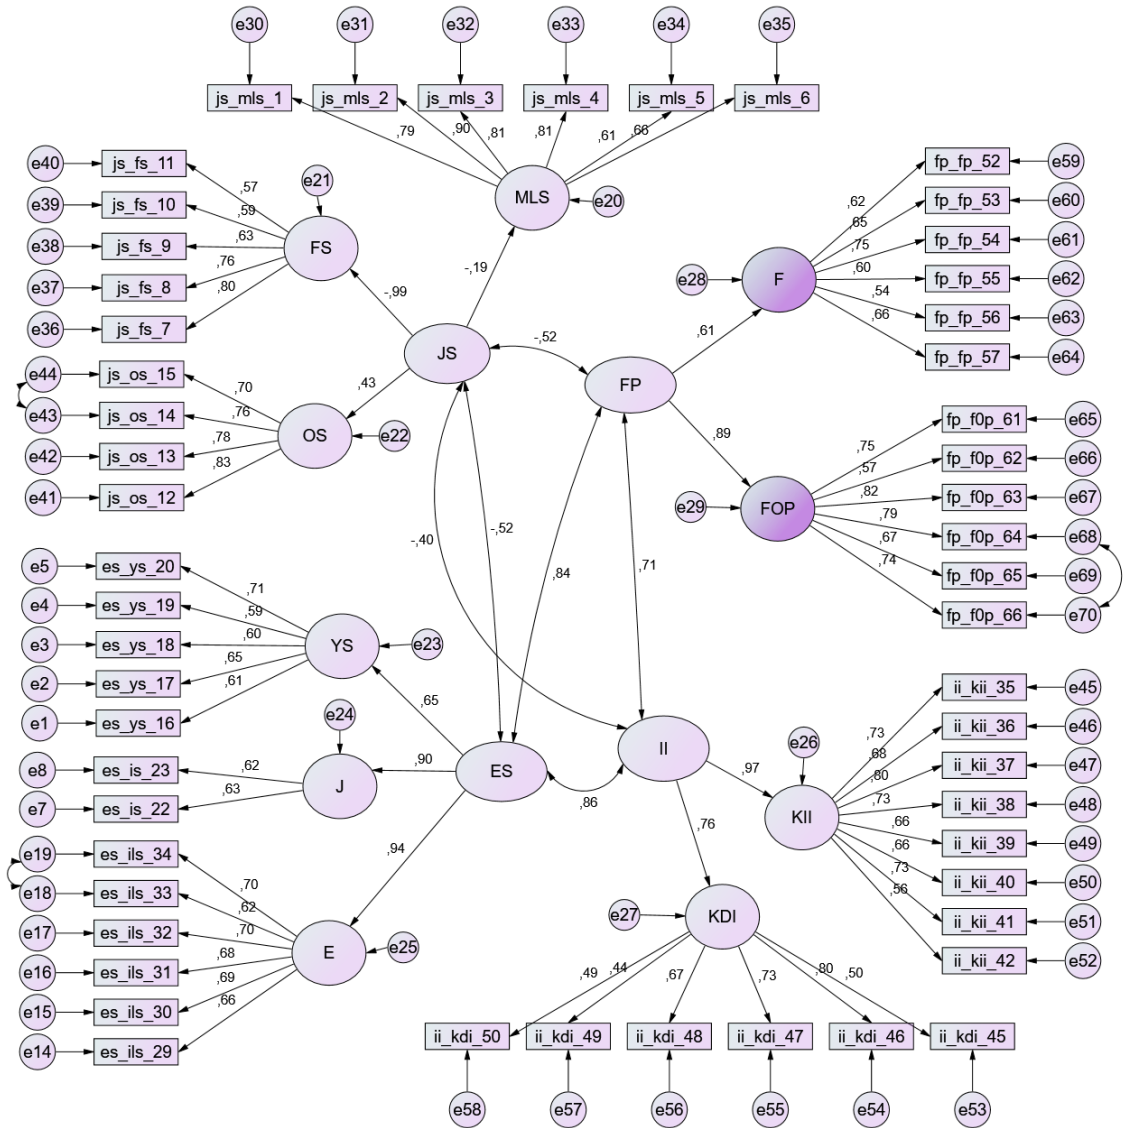 e30 e31 e32 e33 e34 e35
js_mls_1 js_mls_2 js_mls_3 js_mls_4 js_mls_5 js_mls_6
,79 ,90 ,81 ,81 ,61 ,66
MLS
e20
e40 js_fs_11
e39 js_fs_10
e38 js_fs_9
e37 js_fs_8
e36 js_fs_7
,57
,59
,63
,76
,80
e21
FS
-,99
-,19
JS
-,52
,43
e44 js_os_15
e43 js_os_14
e42 js_os_13
e41 js_os_12
,70
,76
,78
,83
OS
e22
FP
,61
,89
e28
F
,62
,65
,75
,60
,54
,66
fp_fp_52 e59
fp_fp_53 e60
fp_fp_54 e61
fp_fp_55 e62
fp_fp_56 e63
fp_fp_57 e64
e29
FOP
,75
,57
,82
,79
,67
,74
fp_f0p_61 e65
fp_f0p_62 e66
fp_f0p_63 e67
fp_f0p_64 e68
fp_f0p_65 e69
fp_f0p_66 e70
-,40
-,52
,84
,71
e5 es_ys_20
e4 es_ys_19
e3 es_ys_18
e2 es_ys_17
e1 es_ys_16
,71
,59
,60
,65
,61
YS
e23
,65
e24
e8 es_is_23
e7 es_is_22
,62
,63
J
,90
ES
,86
II
,94
e19 es_ils_34
e18 es_ils_33
e17 es_ils_32
e16 es_ils_31
e15 es_ils_30
e14 es_ils_29
,70
,62
,70
,68
,69
,66
E
e25
,97
,76
e26
KII
,73
,68
,80
,73
,66
,66
,73
,56
ii_kii_35 e45
ii_kii_36 e46
ii_kii_37 e47
ii_kii_38 e48
ii_kii_39 e49
ii_kii_40 e50
ii_kii_41 e51
ii_kii_42 e52
e27
KDI
,49 ,44 ,67 ,73 ,80 ,50
ii_kdi_50 ii_kdi_49 ii_kdi_48 ii_kdi_47 ii_kdi_46 ii_kdi_45
e58 e57 e56 e55 e54 e53